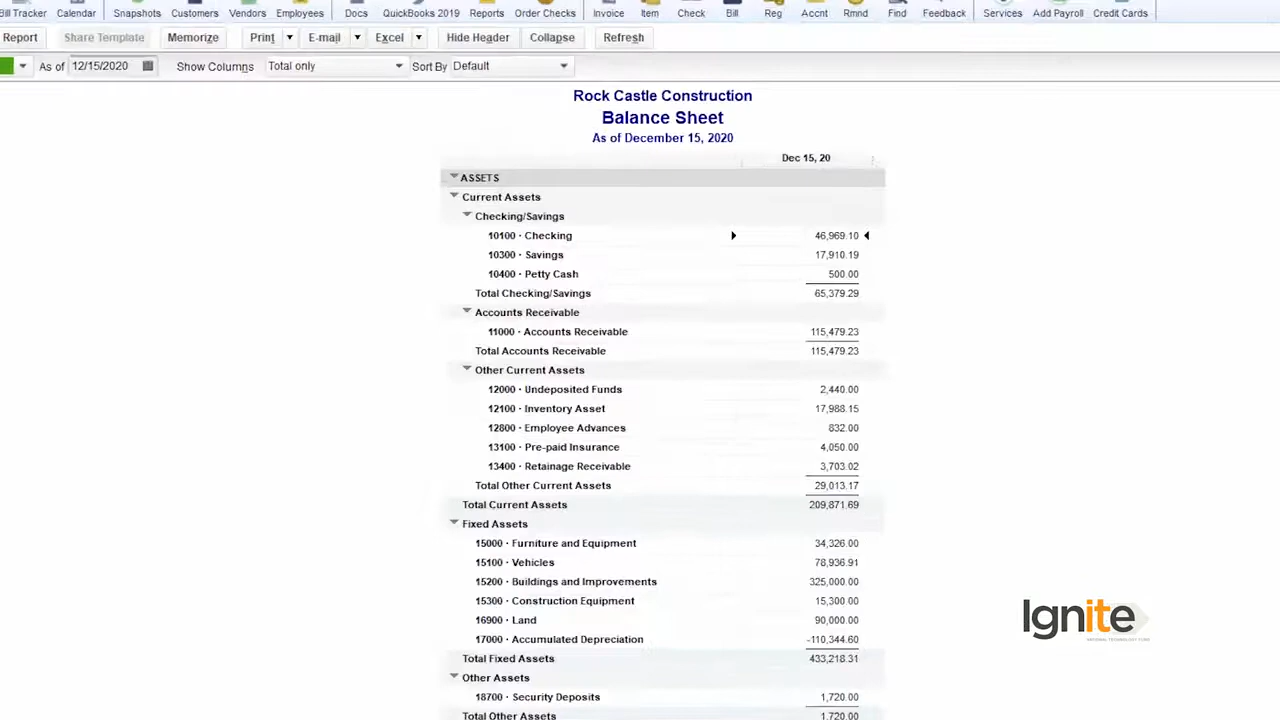 Bill Tracker Calendar Snapshots Customers Vendors Employees Docs QuickBooks 2019 Reports Order Checks Invoice Item Check Bill Reg Accnt Rmnd Find Feedback Services Add Payroll Credit Cards
Report Share Template Memorize Print E-mail Excel Hide Header Collapse Refresh
As of 12/15/2020 Show Columns Total only Sort By Default
Rock Castle Construction
Balance Sheet
As of December 15, 2020
Dec 15, 20
ASSETS
Current Assets
Checking/Savings
10100 · Checking 46,969.10
10300 · Savings 17,910.19
10400 · Petty Cash 500.00
Total Checking/Savings 65,379.29
Accounts Receivable
11000 · Accounts Receivable 115,479.23
Total Accounts Receivable 115,479.23
Other Current Assets
12000 · Undeposited Funds 2,440.00
12100 · Inventory Asset 17,988.15
12800 · Employee Advances 832.00
13100 · Pre-paid Insurance 4,050.00
13400 · Retainage Receivable 3,703.02
Total Other Current Assets 29,013.17
Total Current Assets 209,871.69
Fixed Assets
15000 · Furniture and Equipment 34,326.00
15100 · Vehicles 78,936.91
15200 · Buildings and Improvements 325,000.00
15300 · Construction Equipment 15,300.00
16900 · Land 90,000.00
17000 · Accumulated Depreciation -110,344.60
Total Fixed Assets 433,218.31
Other Assets
18700 · Security Deposits 1,720.00
Total Other Assets 1,720.00
Ignite
NATIONAL TECHNOLOGY FUND